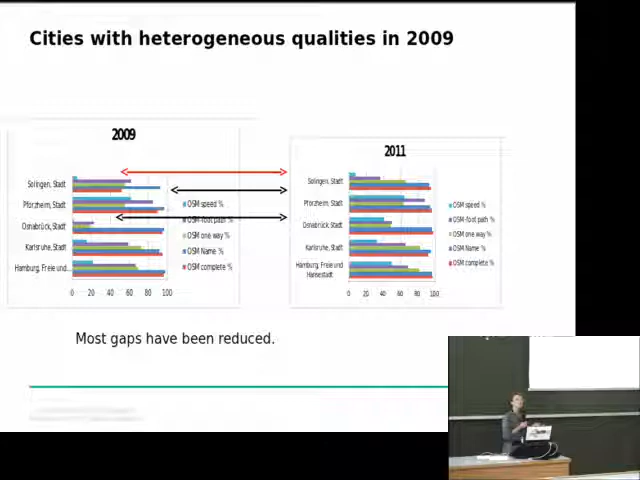 Cities with heterogeneous qualities in 2009
2009
Solingen, Stadt
Pforzheim, Stadt
Osnabrück, Stadt
Karlsruhe, Stadt
Hamburg, Freie und...
0 20 40 60 80 100
OSM speed %
OSM-foot path %
OSM one way %
OSM Name %
OSM complete %
2011
Solingen, Stadt
Pforzheim, Stadt
Osnabrück, Stadt
Karlsruhe, Stadt
Hamburg, Freie und
Hansestadt
0 20 40 60 80 100
OSM speed %
OSM-foot path %
OSM one way %
OSM Name %
OSM complete %
Most gaps have been reduced.